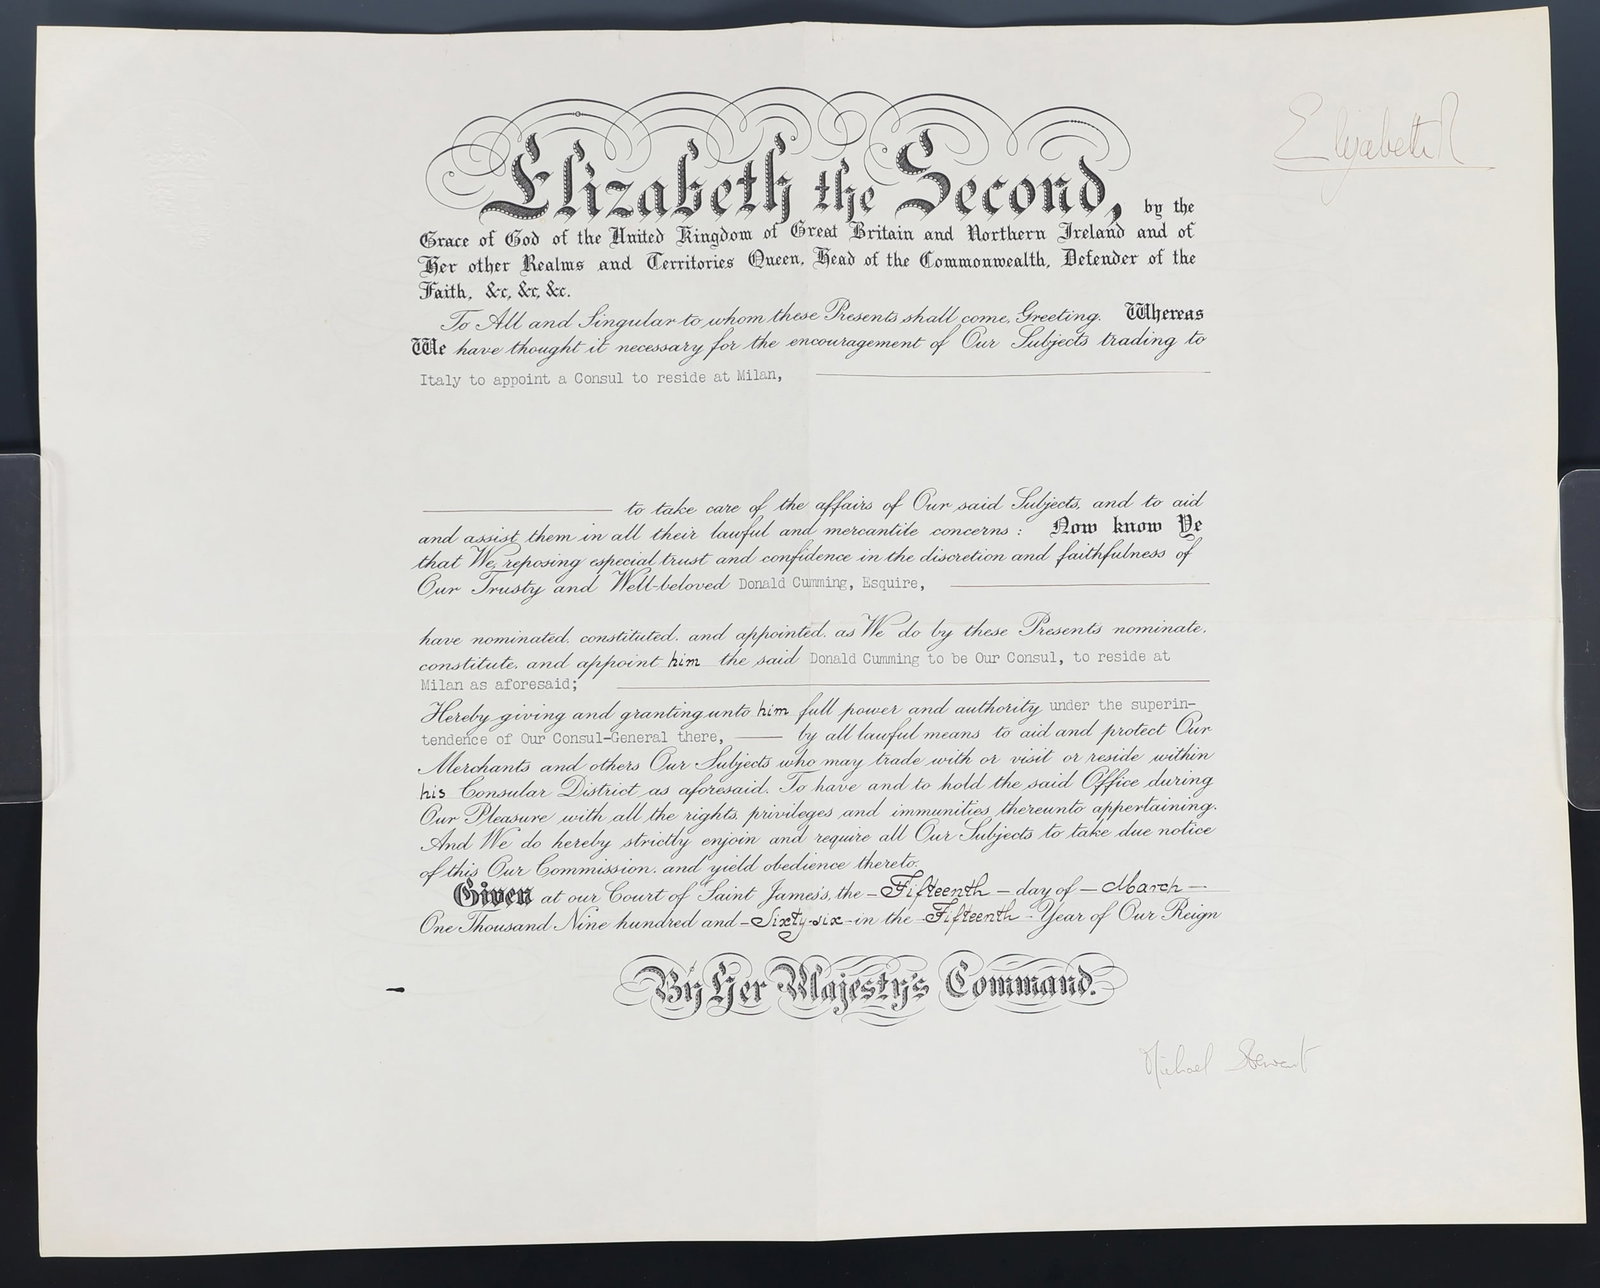 Elizabeth R
Elizabeth the Second, by the
Grace of God of the United Kingdom of Great Britain and Northern Ireland and of
Her other Realms and Territories Queen, Head of the Commonwealth, Defender of the
Faith, &c, &c, &c.
To All and Singular to whom these Presents shall come, Greeting. Whereas
We have thought it necessary for the encouragement of Our Subjects trading to
Italy to appoint a Consul to reside at Milan,
to take care of the affairs of Our said Subjects, and to aid
and assist them in all their lawful and mercantile concerns : Now know Ye
that We, reposing especial trust and confidence in the discretion and faithfulness of
Our Trusty and Well-beloved Donald Cumming, Esquire,
have nominated, constituted, and appointed, as We do by these Presents nominate,
constitute, and appoint him the said Donald Cumming to be Our Consul, to reside at
Milan as aforesaid;
Hereby giving and granting unto him full power and authority under the superin-
tendence of Our Consul-General there, by all lawful means to aid and protect Our
Merchants and others Our Subjects who may trade with or visit or reside within
his Consular District as aforesaid. To have and to hold the said Office during
Our Pleasure with all the rights, privileges and immunities thereunto appertaining.
And We do hereby strictly enjoin and require all Our Subjects to take due notice
of this Our Commission, and yield obedience thereto.
Given at our Court of Saint James's, the - Fifteenth - day of - March -
One Thousand Nine hundred and - Sixty-six - in the - Fifteenth - Year of Our Reign
By Her Majesty's Command.
Michael Stewart